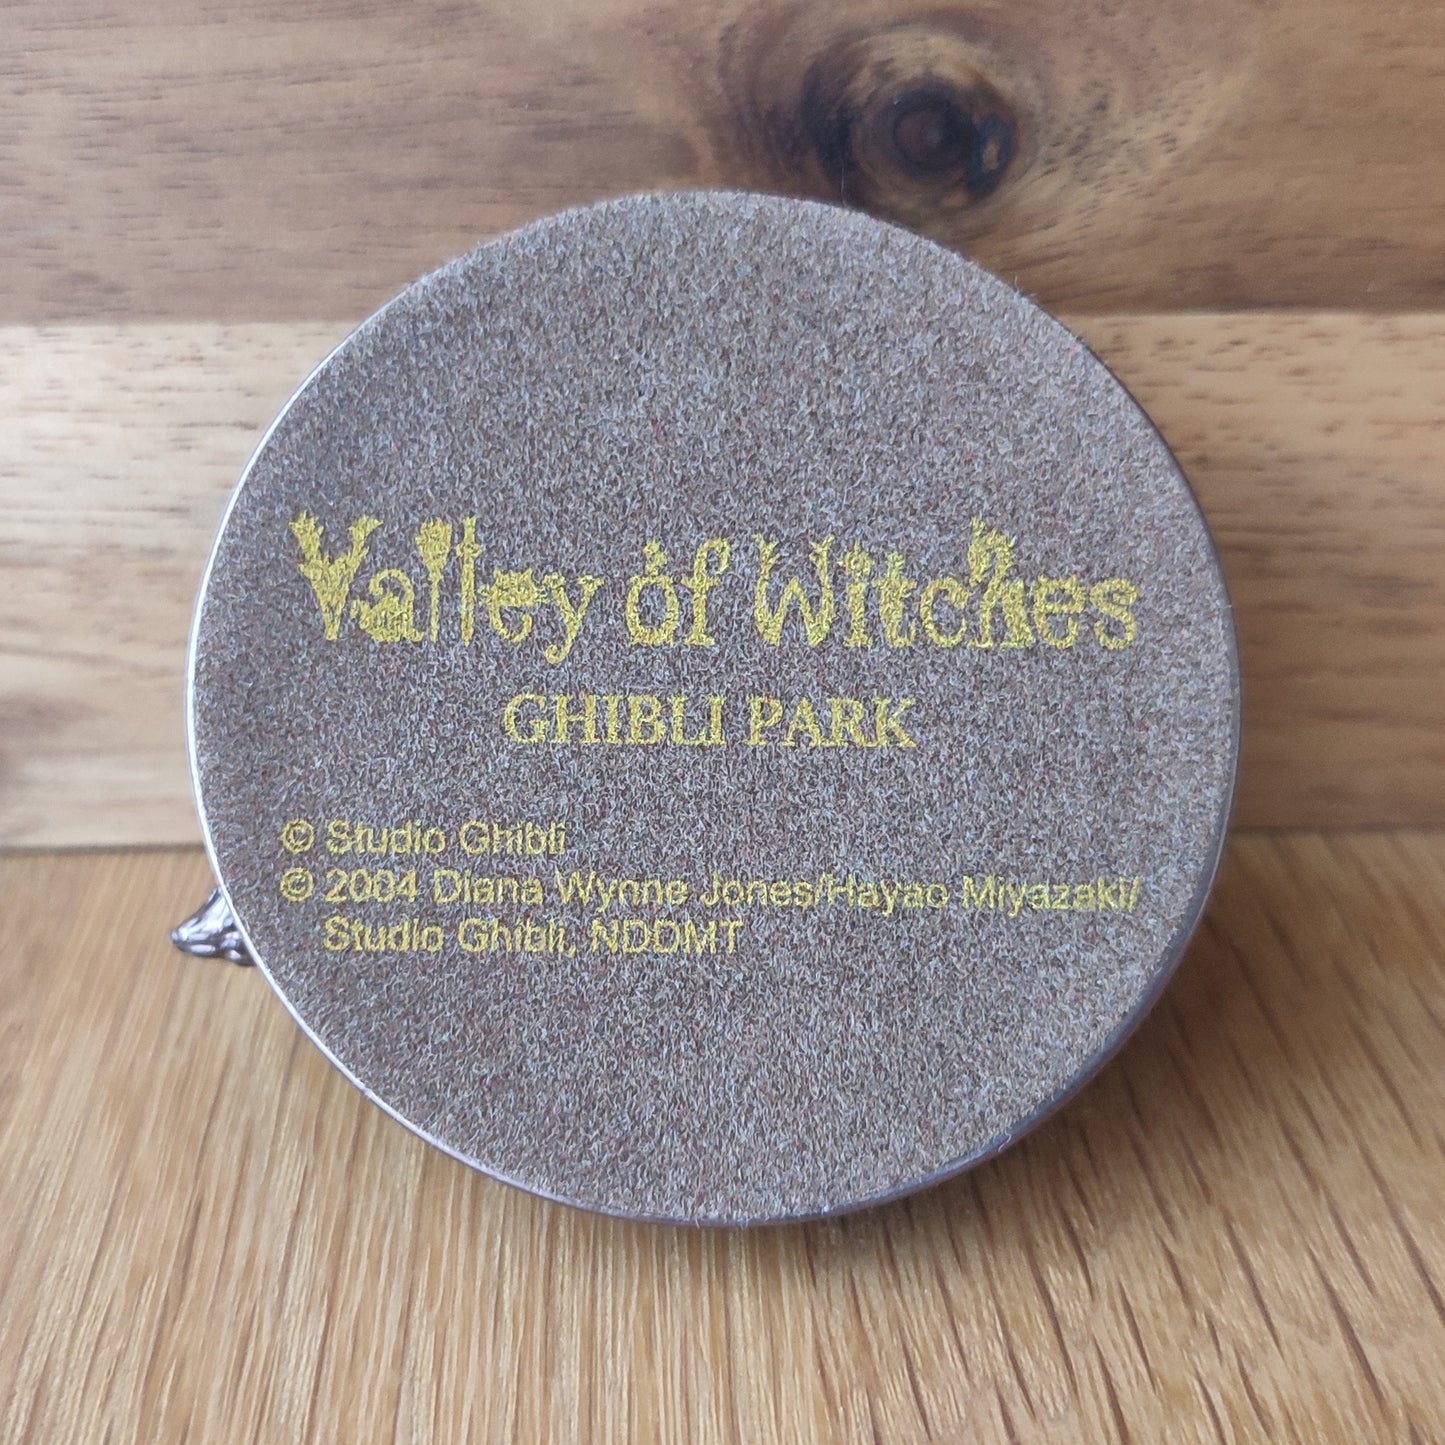 Valley of Witches
GHIBLI PARK
© Studio Ghibli
© 2004 Diana Wynne Jones/Hayao Miyazaki/
Studio Ghibli, NDDMT